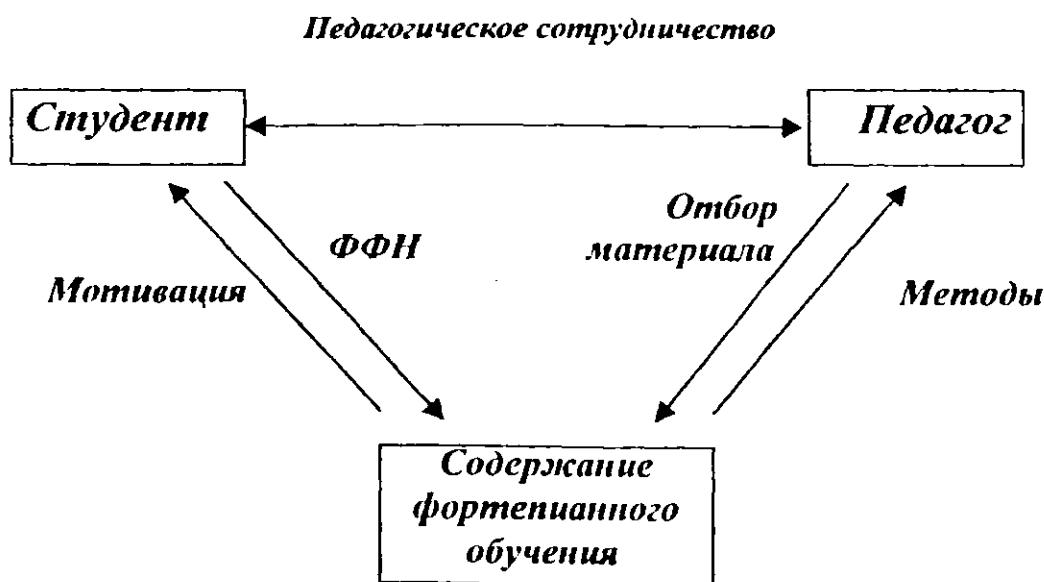 Педагогическое сотрудничество
Студент
Педагог
ФФН
Отбор
материала
Мотивация
Методы
Содержание
фортепианного
обучения